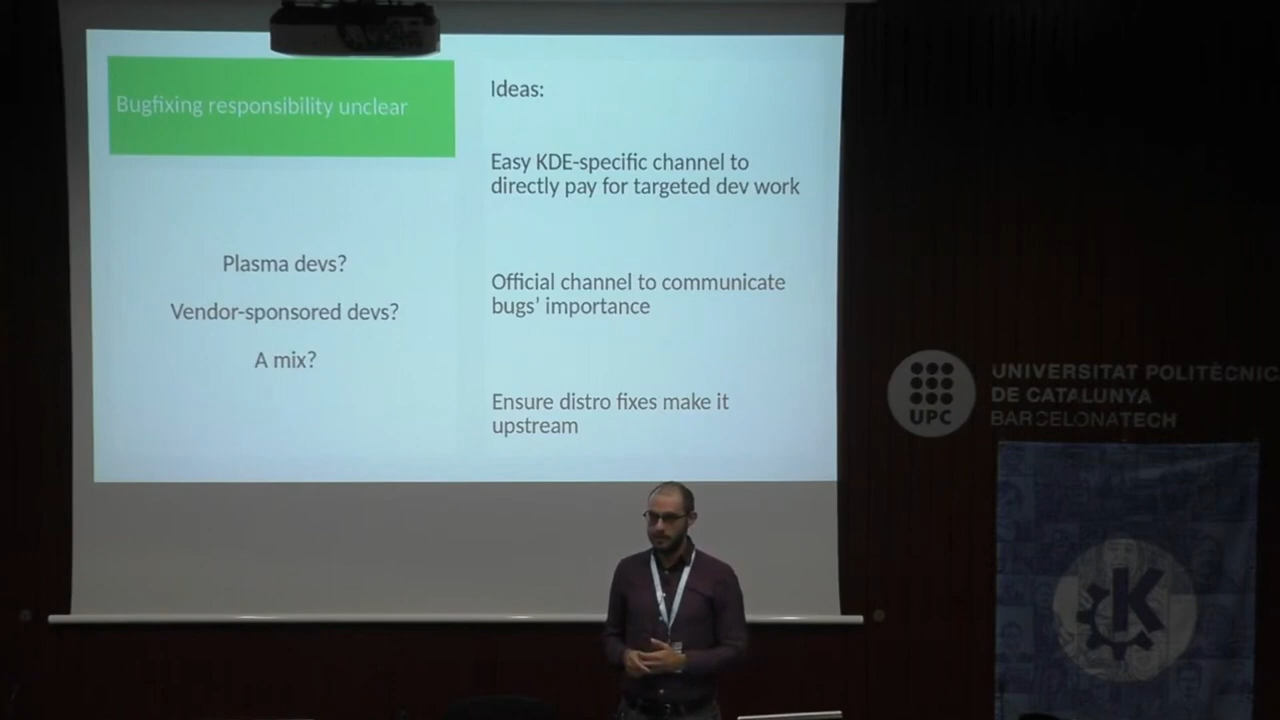 Bugfixing responsibility unclear
Plasma devs?
Vendor-sponsored devs?
A mix?
Ideas:
Easy KDE-specific channel to
directly pay for targeted dev work
Official channel to communicate
bugs’ importance
Ensure distro fixes make it
upstream
UPC
UNIVERSITAT POLITÈCNIC
DE CATALUNYA
BARCELONATECH
K